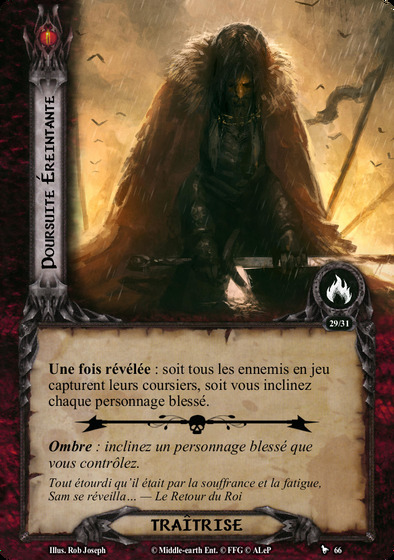 Poursuite Éreintante
29/31
Une fois révélée : soit tous les ennemis en jeu
capturent leurs coursiers, soit vous inclinez
chaque personnage blessé.
Ombre : inclinez un personnage blessé que
vous contrôlez.
Tout étourdi qu'il était par la souffrance et la fatigue,
Sam se réveilla… — Le Retour du Roi
TRAÎTRISE
Illus. Rob Joseph
© Middle-earth Ent. © FFG © ALeP
66